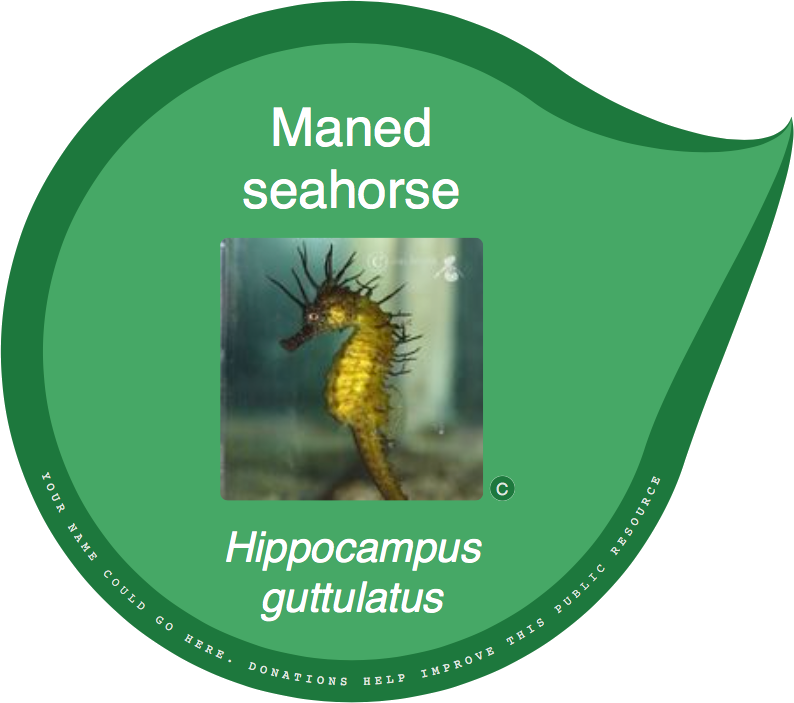 Maned
seahorse
C
Hippocampus
guttulatus
YOUR NAME COULD GO HERE. DONATIONS HELP IMPROVE THIS PUBLIC RESOURCE